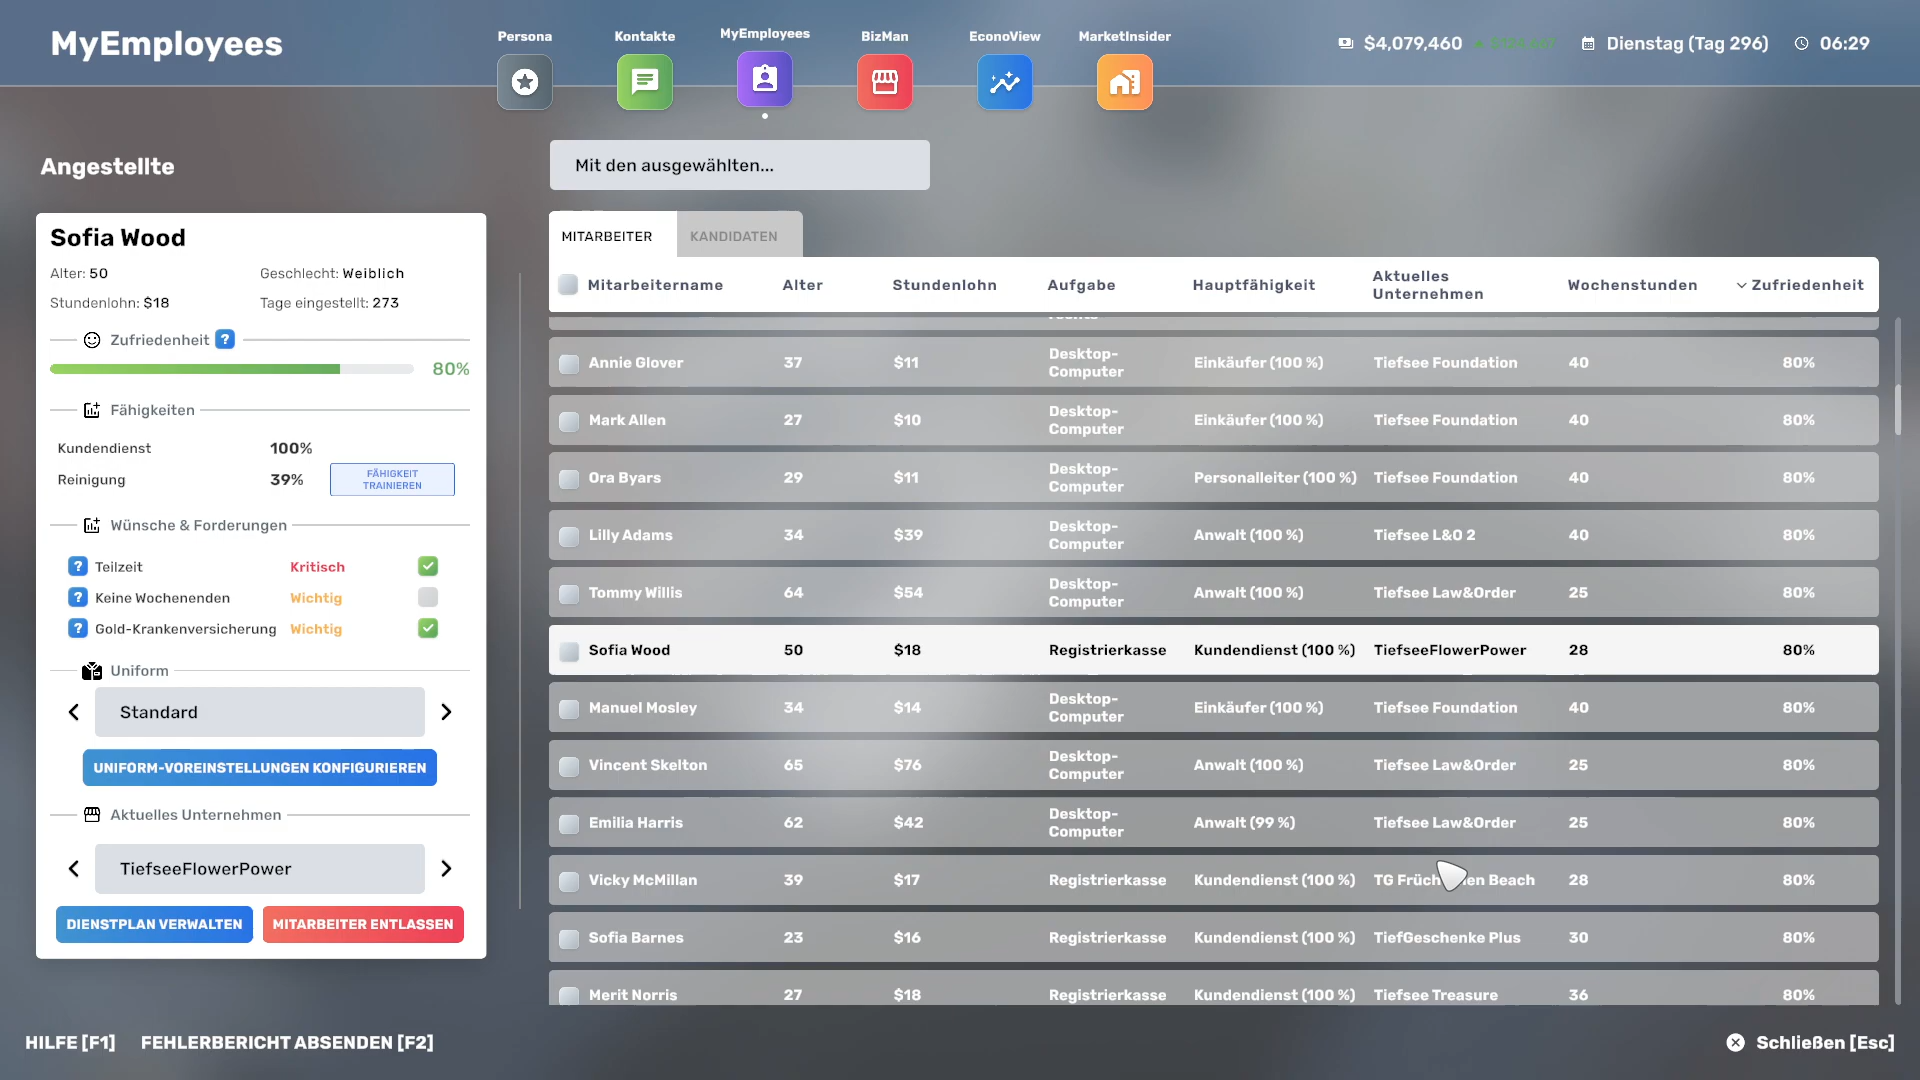 MyEmployees
Persona
Kontakte
MyEmployees
BizMan
EconoView
MarketInsider
$4,079,460
Dienstag (Tag 296)
06:29
Angestellte
Mit den ausgewählten...
Sofia Wood
Alter: 50
Geschlecht: Weiblich
Stundenlohn: $18
Tage eingestellt: 273
Zufriedenheit ?
80%
Fähigkeiten
Kundendienst 100%
Reinigung 39%
FÄHIGKEIT
TRAINIEREN
Wünsche & Forderungen
? Teilzeit Kritisch
? Keine Wochenenden Wichtig
? Gold-Krankenversicherung Wichtig
Uniform
Standard
UNIFORM-VOREINSTELLUNGEN KONFIGURIEREN
Aktuelles Unternehmen
TiefseeFlowerPower
DIENSTPLAN VERWALTEN
MITARBEITER ENTLASSEN
MITARBEITER
KANDIDATEN
Mitarbeitername Alter Stundenlohn Aufgabe Hauptfähigkeit Aktuelles Unternehmen Wochenstunden Zufriedenheit
Annie Glover 37 $11 Desktop-Computer Einkäufer (100 %) Tiefsee Foundation 40 80%
Mark Allen 27 $10 Desktop-Computer Einkäufer (100 %) Tiefsee Foundation 40 80%
Ora Byars 29 $11 Desktop-Computer Personalleiter (100 %) Tiefsee Foundation 40 80%
Lilly Adams 34 $39 Desktop-Computer Anwalt (100 %) Tiefsee L&O 2 40 80%
Tommy Willis 64 $54 Desktop-Computer Anwalt (100 %) Tiefsee Law&Order 25 80%
Sofia Wood 50 $18 Registrierkasse Kundendienst (100 %) TiefseeFlowerPower 28 80%
Manuel Mosley 34 $14 Desktop-Computer Einkäufer (100 %) Tiefsee Foundation 40 80%
Vincent Skelton 65 $76 Desktop-Computer Anwalt (100 %) Tiefsee Law&Order 25 80%
Emilia Harris 62 $42 Desktop-Computer Anwalt (99 %) Tiefsee Law&Order 25 80%
Vicky McMillan 39 $17 Registrierkasse Kundendienst (100 %) TG Beach 28 80%
Sofia Barnes 23 $16 Registrierkasse Kundendienst (100 %) TiefGeschenke Plus 30 80%
Merit Norris 27 $18 Registrierkasse Kundendienst (100 %) Tiefsee Treasure 36 80%
HILFE [F1]
FEHLERBERICHT ABSENDEN [F2]
Schließen [Esc]